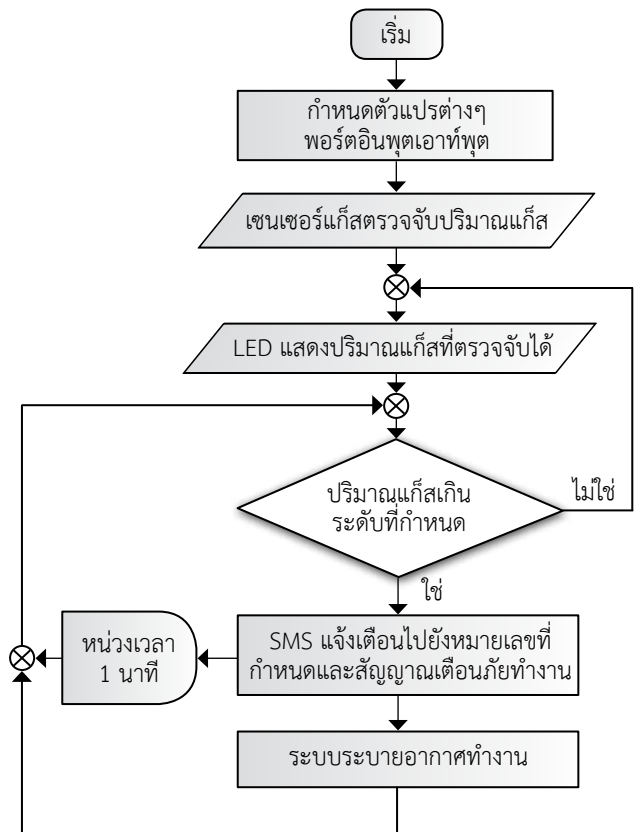 เริ่ม
กำหนดตัวแปรต่างๆ
พอร์ตอินพุตเอาท์พุต
เซนเซอร์แก็สตรวจจับปริมาณแก็ส
LED แสดงปริมาณแก็สที่ตรวจจับได้
ปริมาณแก็สเกิน
ระดับที่กำหนด
ไม่ใช่
ใช่
SMS แจ้งเตือนไปยังหมายเลขที่
กำหนดและสัญญาณเตือนภัยทำงาน
หน่วงเวลา
1 นาที
ระบบระบายอากาศทำงาน